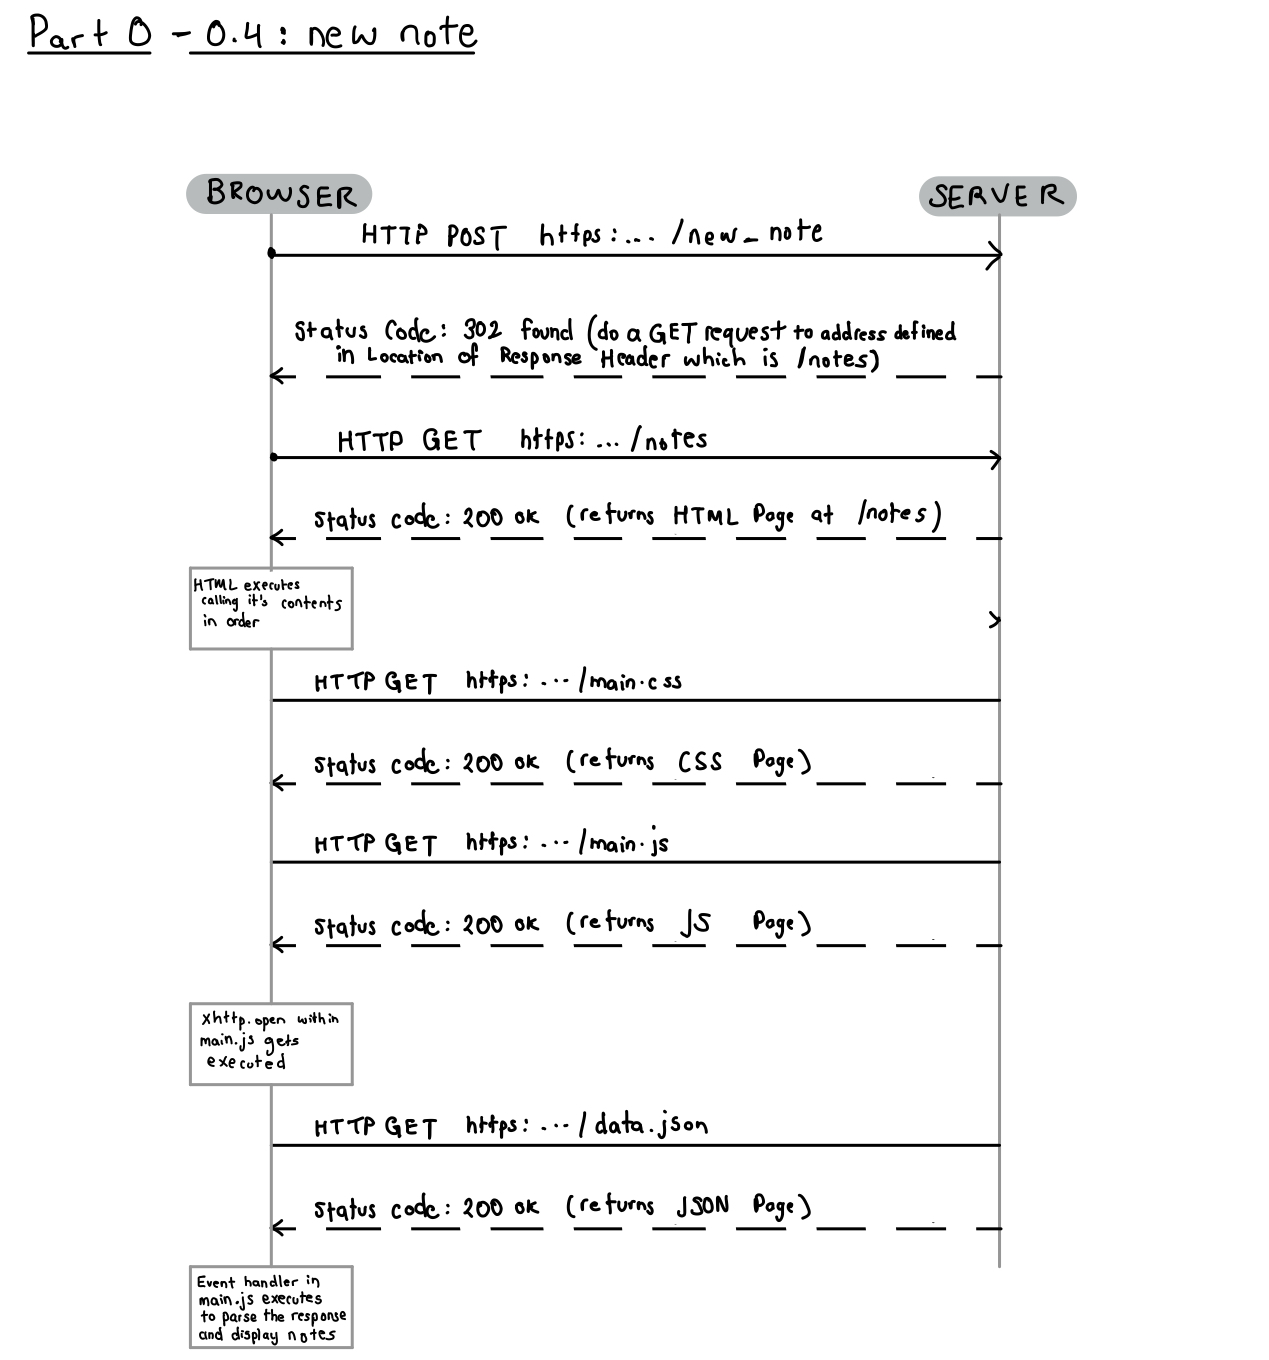 Part 0 - 0.4: new note
BROWSER
SERVER
HTTP POST https:... /new_note
Status Code: 302 found (do a GET request to address defined
in Location of Response Header which is /notes)
HTTP GET https: ... /notes
Status code: 200 ok (returns HTML Page at /notes)
HTML executes
calling it's contents
in order
HTTP GET https: ... /main.css
Status code: 200 ok (returns CSS Page)
HTTP GET https: ... /main.js
Status code: 200 ok (returns JS Page)
xhttp.open within
main.js gets
executed
HTTP GET https: ... /data.json
Status code: 200 ok (returns JSON Page)
Event handler in
main.js executes
to parse the response
and display notes